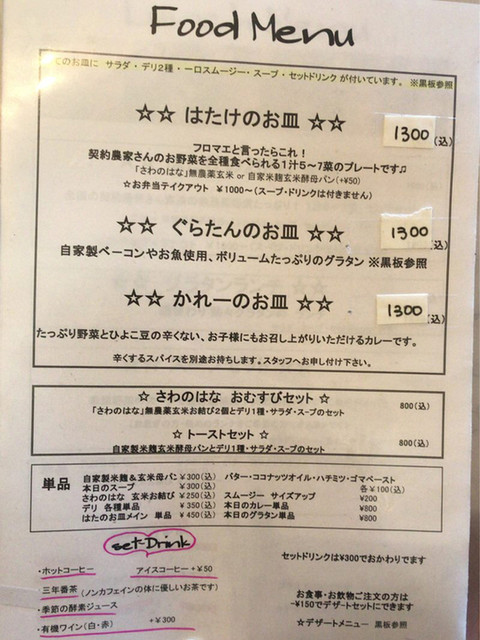 Food Menu
てのお皿に サラダ・デリ2種・一口スムージー・スープ・セットドリンク が付いています。 ※黒板参照
☆☆ はたけのお皿 ☆☆ 1300(込)
フロマエと言ったらこれ！
契約農家さんのお野菜を全種食べられる1汁5～7菜のプレートです♫
「さわのはな」無農薬玄米 or 自家米麹玄米酵母パン(+¥50)
☆お弁当テイクアウト ¥1000～(スープ・ドリンクは付きません)
☆☆ ぐらたんのお皿 ☆☆ 1300(込)
自家製ベーコンやお魚使用、ボリュームたっぷりのグラタン ※黒板参照
☆☆ かれーのお皿 ☆☆ 1300(込)
たっぷり野菜とひよこ豆の辛くない、お子様にもお召し上がりいただけるカレーです。
辛くするスパイスを別途お持ちします。スタッフへお申し付け下さい。
☆ さわのはな おむすびセット ☆
「さわのはな」無農薬玄米お結び2個とデリ1種・サラダ・スープのセット 800(込)
☆ トーストセット ☆
自家製米麹玄米酵母パンとデリ1種・サラダ・スープのセット 800(込)
単品
自家製米麹＆玄米母パン ¥300(込)
本日のスープ ¥300(込)
さわのはな 玄米お結び ¥250(込)
デリ 各種単品 ¥350(込)
はたのお皿メイン 単品 ¥450(込)
バター・ココナッツオイル・ハチミツ・ゴマペースト
各¥100(込)
スムージー サイズアップ ¥200
本日のカレー単品 ¥800
本日のグラタン単品 ¥800
set-Drink
・ホットコーヒー アイスコーヒー+¥50
・三年番茶(ノンカフェインの体に優しいお茶です)
・季節の酵素ジュース
・有機ワイン(白・赤) +¥300
セットドリンクは¥300でおかわりできます
お食事・お飲物ご注文の方は
-¥150でデザートセットにできます
☆デザートメニュー 黒板参照